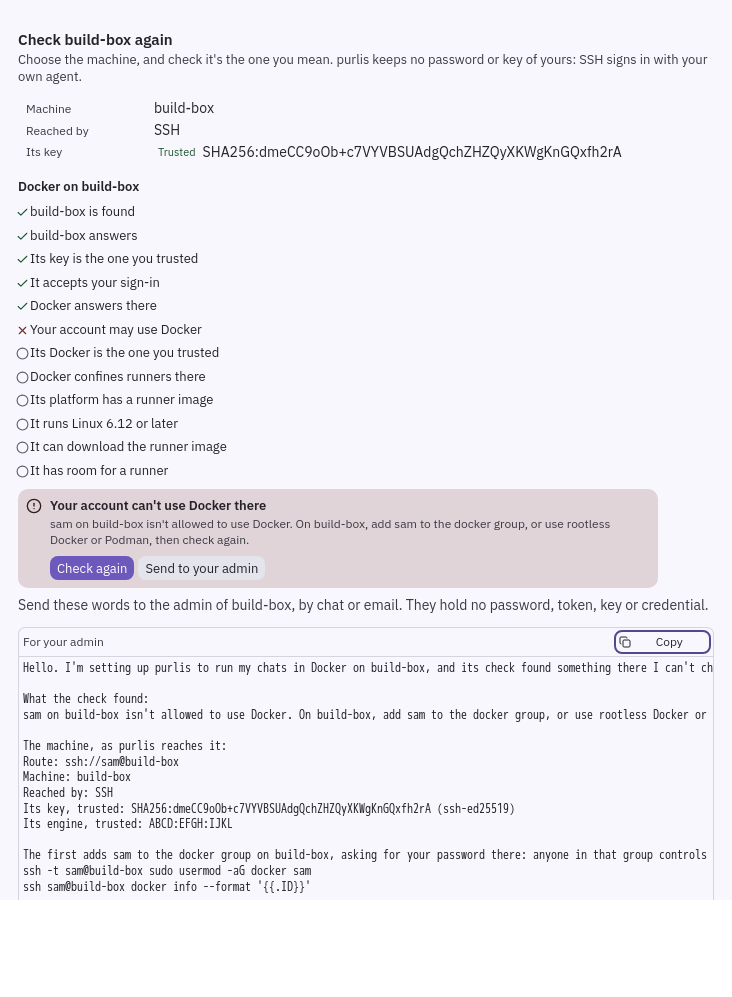 Check build-box again
Choose the machine, and check it's the one you mean. purlis keeps no password or key of yours: SSH signs in with your
own agent.
Machine build-box
Reached by SSH
Its key Trusted SHA256:dmeCC9oOb+c7VYVBSUAdgQchZHZQyXKWgKnGQxfh2rA
Docker on build-box
build-box is found
build-box answers
Its key is the one you trusted
It accepts your sign-in
Docker answers there
Your account may use Docker
Its Docker is the one you trusted
Docker confines runners there
Its platform has a runner image
It runs Linux 6.12 or later
It can download the runner image
It has room for a runner
Your account can't use Docker there
sam on build-box isn't allowed to use Docker. On build-box, add sam to the docker group, or use rootless
Docker or Podman, then check again.
Check again Send to your admin
Send these words to the admin of build-box, by chat or email. They hold no password, token, key or credential.
For your admin Copy
Hello. I'm setting up purlis to run my chats in Docker on build-box, and its check found something there I can't ch
What the check found:
sam on build-box isn't allowed to use Docker. On build-box, add sam to the docker group, or use rootless Docker or
The machine, as purlis reaches it:
Route: ssh://sam@build-box
Machine: build-box
Reached by: SSH
Its key, trusted: SHA256:dmeCC9oOb+c7VYVBSUAdgQchZHZQyXKWgKnGQxfh2rA (ssh-ed25519)
Its engine, trusted: ABCD:EFGH:IJKL
The first adds sam to the docker group on build-box, asking for your password there: anyone in that group controls
ssh -t sam@build-box sudo usermod -aG docker sam
ssh sam@build-box docker info --format '{{.ID}}'